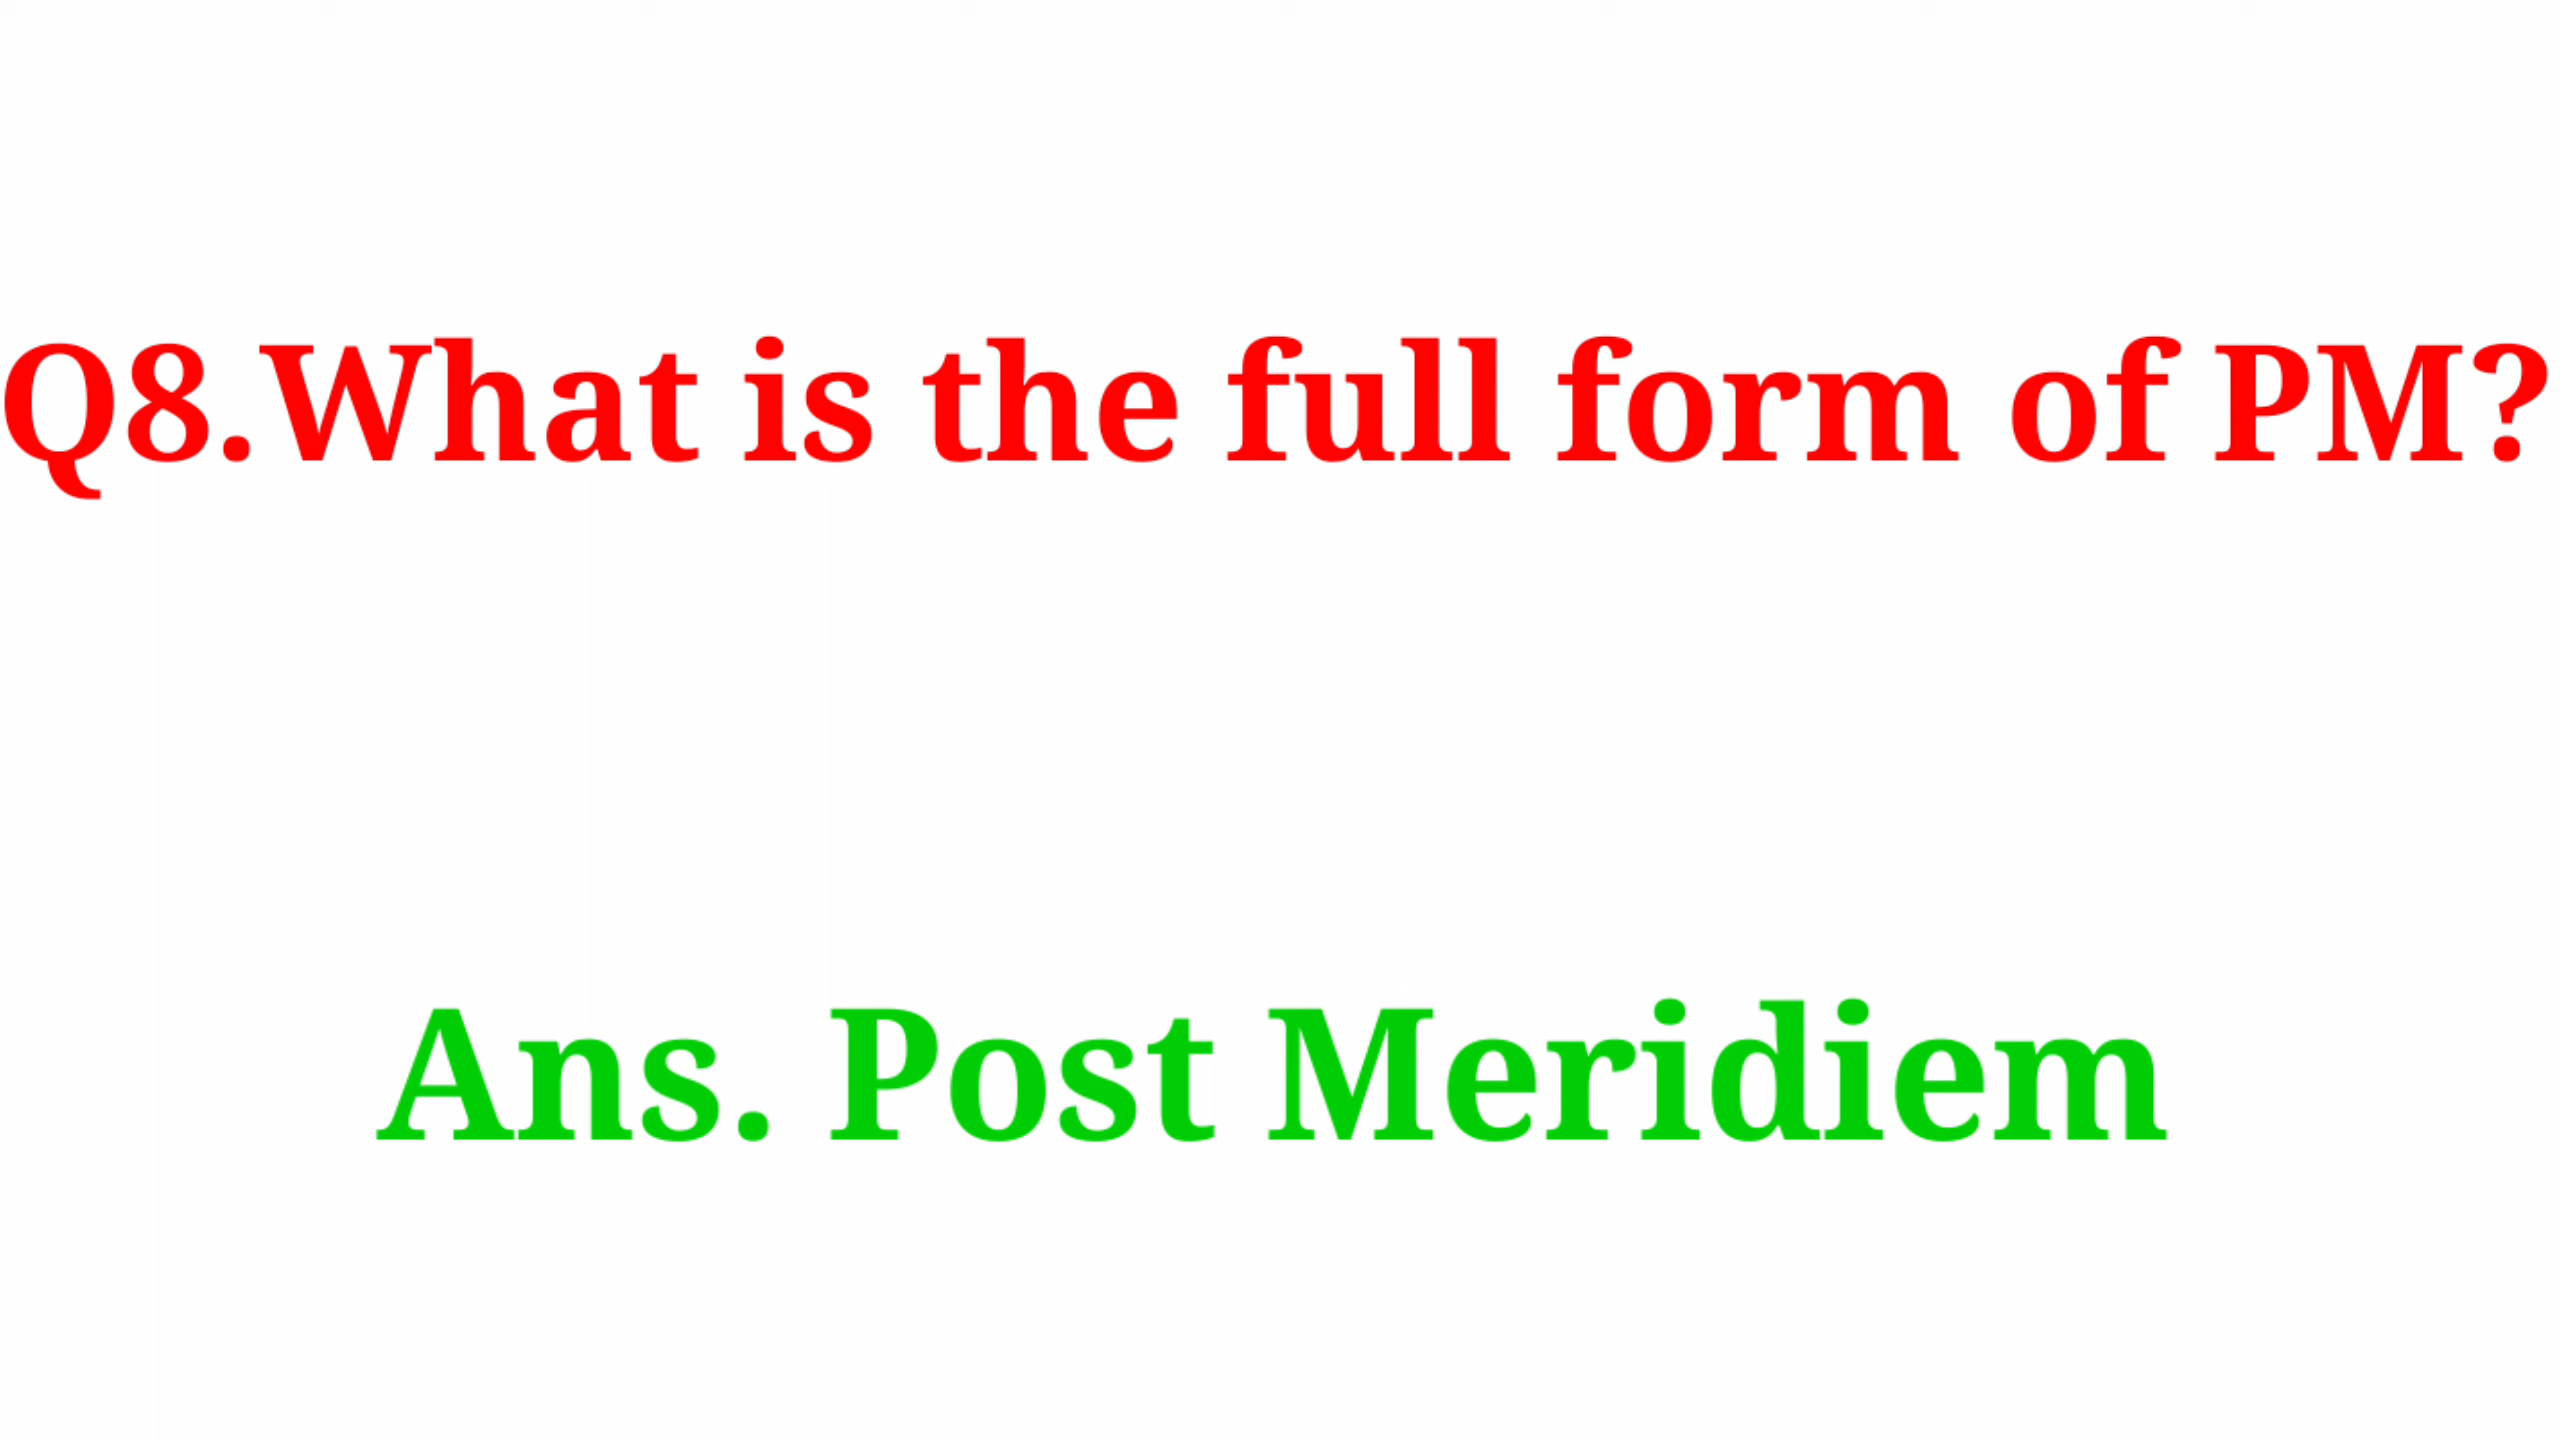 Q8.What is the full form of PM?
Ans. Post Meridiem